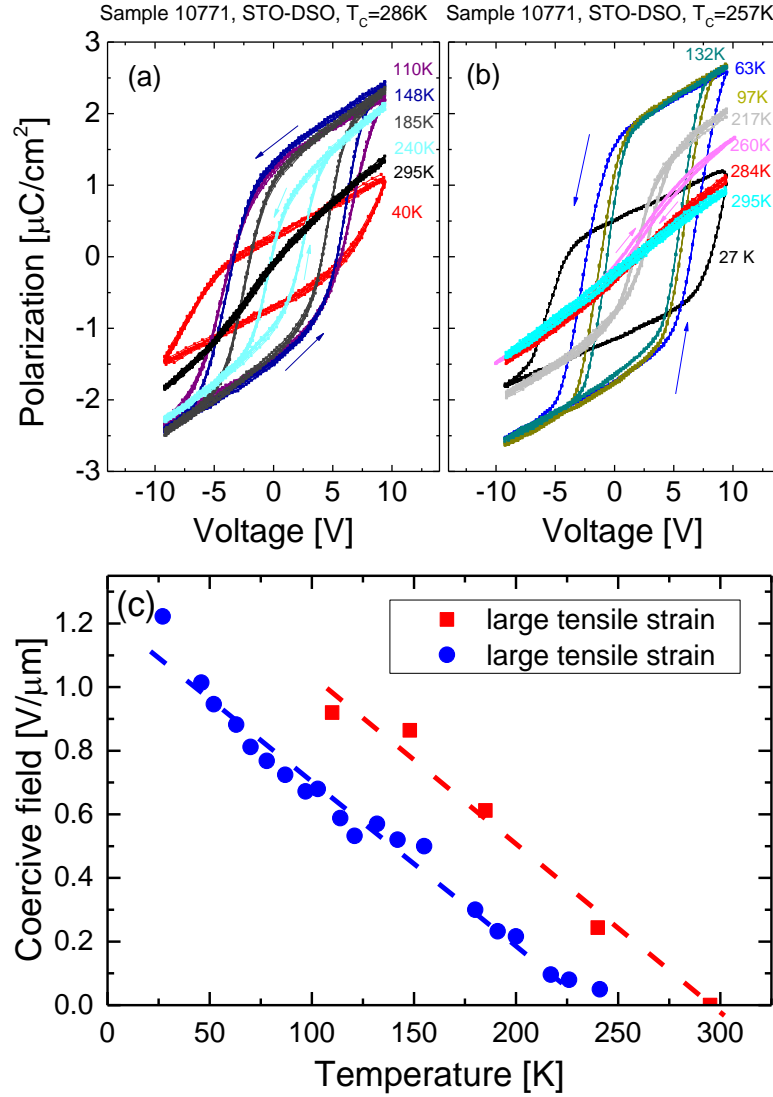 Sample 10771, STO-DSO, T_C=286K
Sample 10771, STO-DSO, T_C=257K
(a)
110K
148K
185K
240K
295K
40K
(b)
132K
63K
97K
217K
260K
284K
295K
27 K
3
2
1
0
-1
-2
-3
Polarization [μC/cm²]
-10 -5 0 5 10
-10 -5 0 5 10
Voltage [V]
Voltage [V]
(c)
large tensile strain
large tensile strain
1.2
1.0
0.8
0.6
0.4
0.2
0.0
Coercive field [V/μm]
0 50 100 150 200 250 300
Temperature [K]